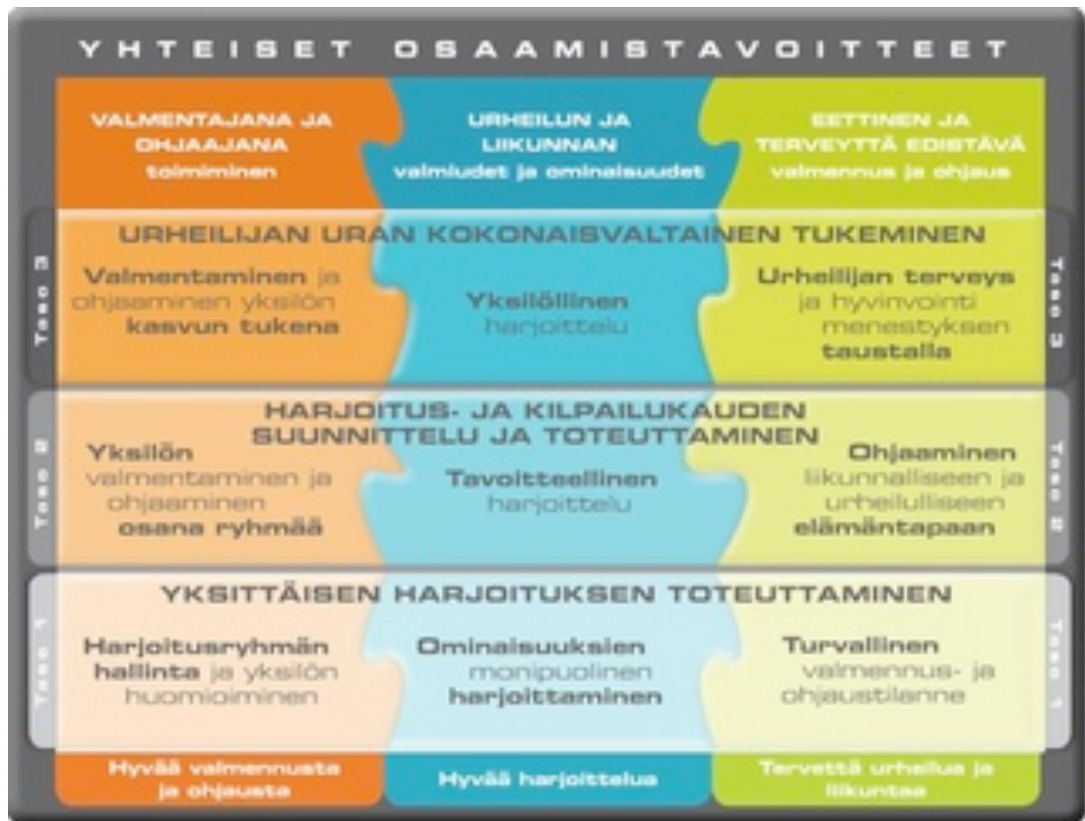 YHTEISET OSAAMISTAVOITTEET
VALMENTAJANA JA
OHJAAJANA
toimiminen
URHEILUN JA
LIIKUNNAN
valmiudet ja ominaisuudet
EETTINEN JA
TERVEYTTÄ EDISTÄVÄ
valmennus ja ohjaus
Taso 3
URHEILIJAN URAN KOKONAISVALTAINEN TUKEMINEN
Valmentaminen ja
ohjaaminen yksilön
kasvun tukena
Yksilöllinen
harjoittelu
Urheilijan terveys
ja hyvinvointi
menestyksen
taustalla
Taso 3
Taso 2
HARJOITUS- JA KILPAILUKAUDEN
SUUNNITTELU JA TOTEUTTAMINEN
Yksilön
valmentaminen ja
ohjaaminen
osana ryhmää
Tavoitteellinen
harjoittelu
Ohjaaminen
liikunnalliseen ja
urheilulliseen
elämäntapaan
Taso 2
Taso 1
YKSITTÄISEN HARJOITUKSEN TOTEUTTAMINEN
Harjoitusryhmän
hallinta ja yksilön
huomioiminen
Ominaisuuksien
monipuolinen
harjoittaminen
Turvallinen
valmennus- ja
ohjaustilanne
Taso 1
Hyvää valmennusta
ja ohjausta
Hyvää harjoittelua
Tervettä urheilua ja
liikuntaa